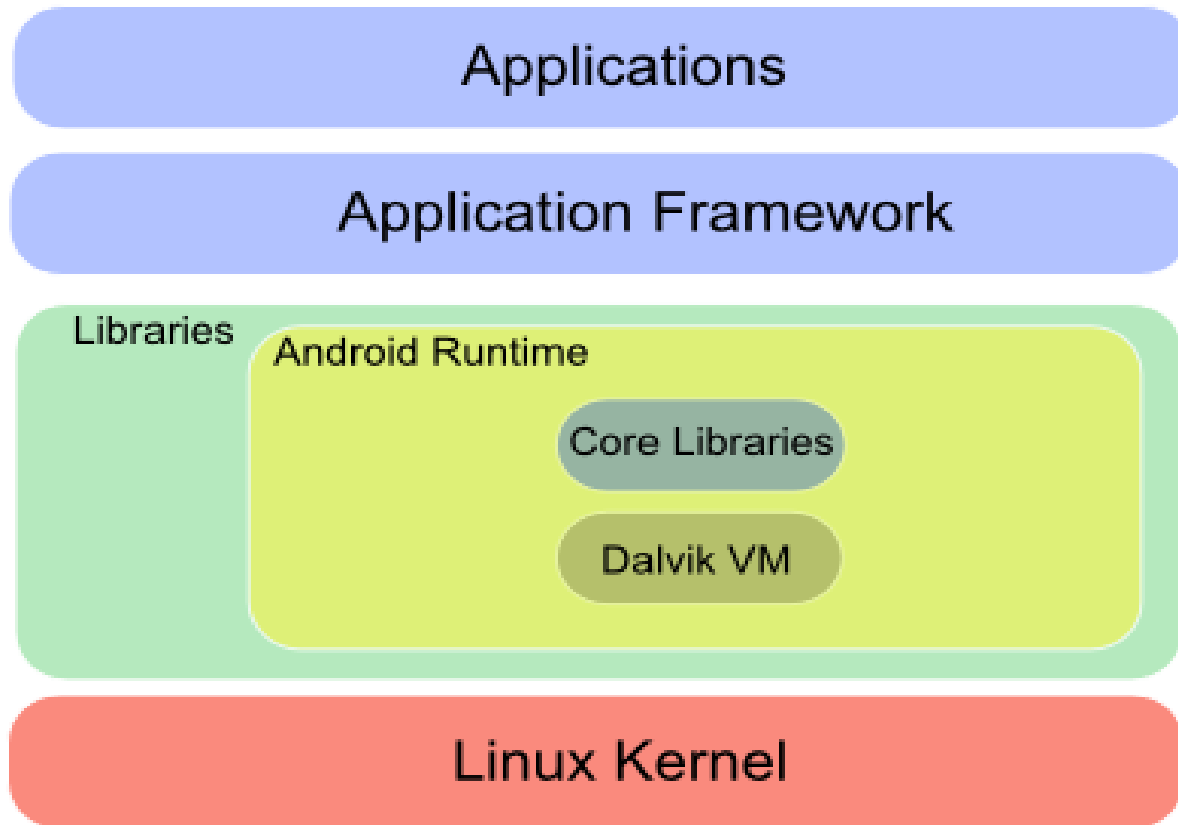 Applications
Application Framework
Libraries
Android Runtime
Core Libraries
Dalvik VM
Linux Kernel